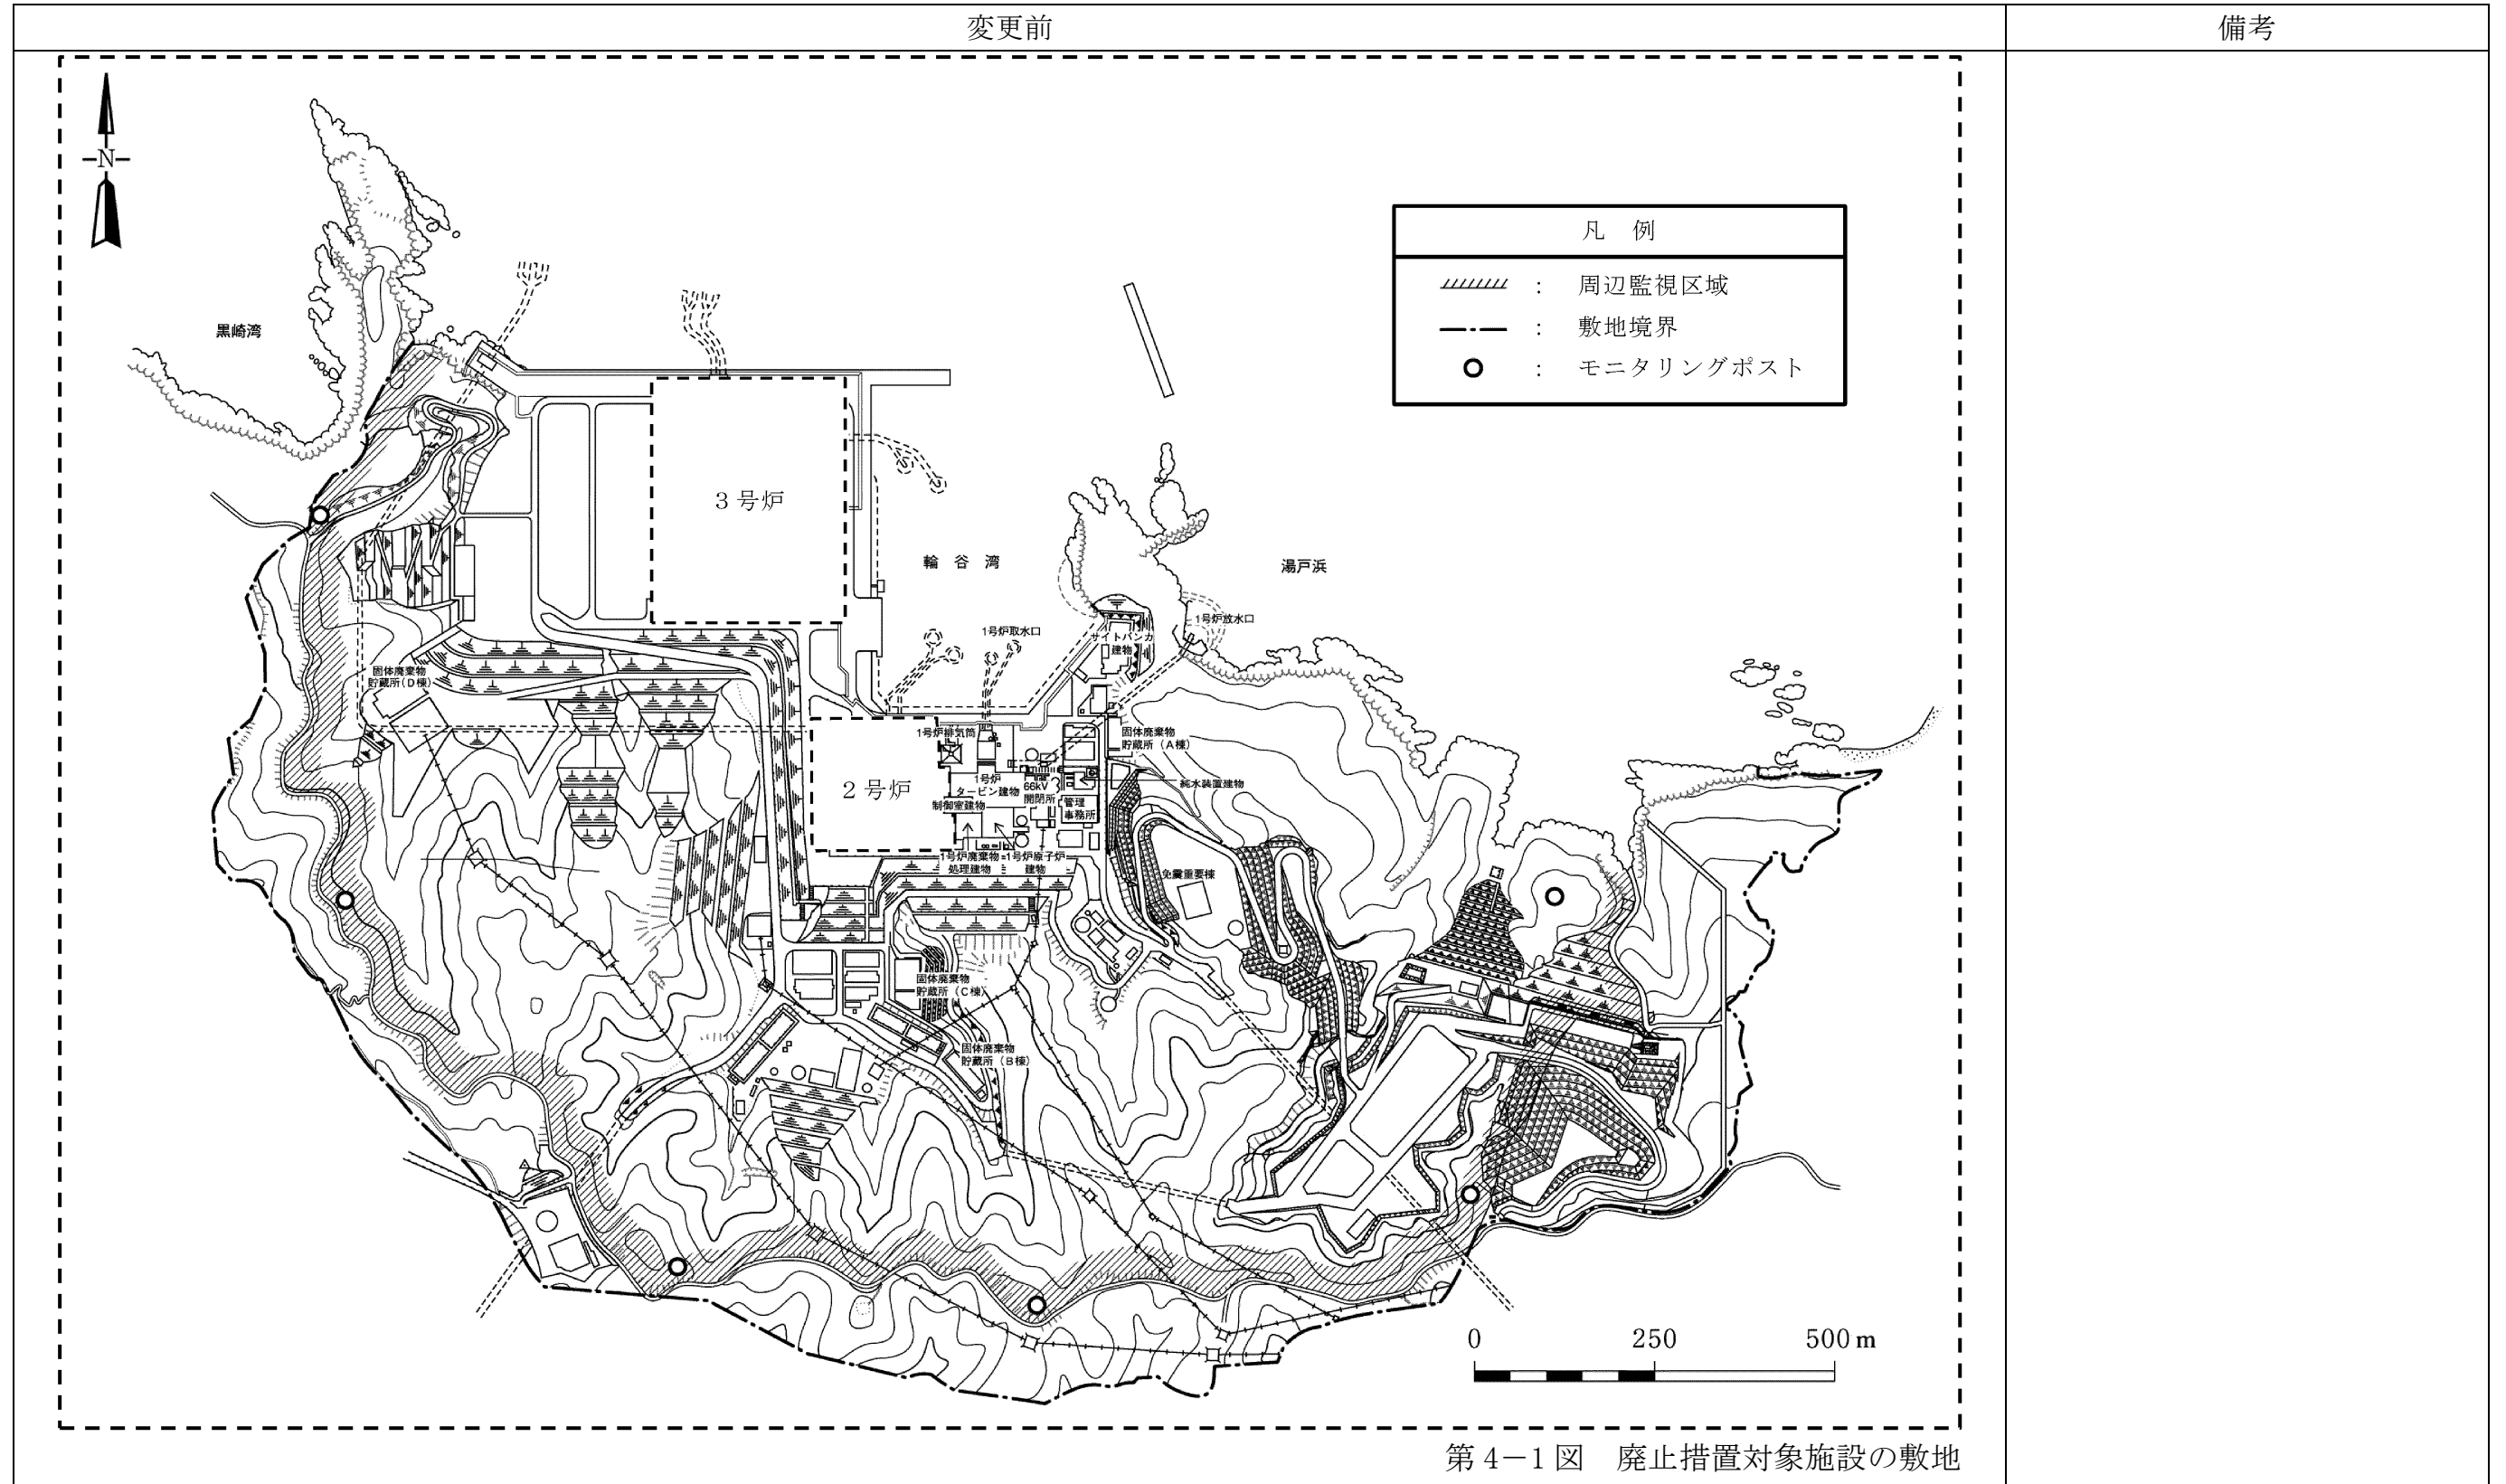 変更前
備考
N
凡 例
： 周辺監視区域
： 敷地境界
： モニタリングポスト
黒崎湾
3号炉
輪谷湾
湯戸浜
1号炉取水口
1号炉放水口
サイトバンカ
建物
固体廃棄物
貯蔵所(D棟)
1号炉排気筒
固体廃棄物
貯蔵所(A棟)
2号炉
1号炉
タービン建物
66kV
開閉所
純水装置建物
制御室建物
管理
事務所
1号炉廃棄物
処理建物
1号炉原子炉
建物
免震重要棟
固体廃棄物
貯蔵所(C棟)
固体廃棄物
貯蔵所(B棟)
0 250 500m
第4－1図 廃止措置対象施設の敷地